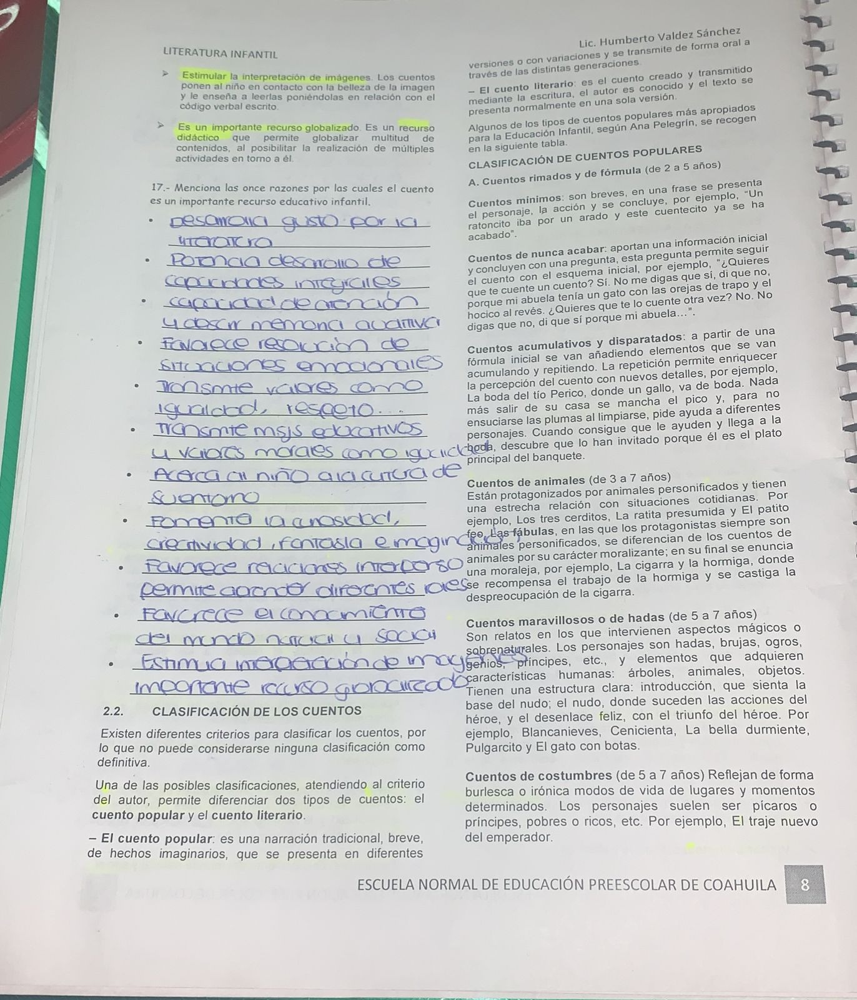 LITERATURA INFANTIL
Lic. Humberto Valdez Sánchez
➢ Estimular la interpretación de imágenes. Los cuentos
ponen al niño en contacto con la belleza de la imagen
y le enseña a leerlas poniéndolas en relación con el
código verbal escrito.
➢ Es un importante recurso globalizado. Es un recurso
didáctico que permite globalizar multitud de
contenidos, al posibilitar la realización de múltiples
actividades en torno a él.
17.- Menciona las once razones por las cuales el cuento
es un importante recurso educativo infantil.
• Desarrolla gusto por la
literatura
• Potencia desarrollo de
capacidades integrales
• capacidad de atención
y desarr memoria auditiva
• Favorece resolución de
situaciones emocionales
• Transmite valores como
igualdad, respeto...
• Transmite msjs educativos
y valores morales como igualdad
• Acerca al niño a la cultura de
su entorno
• Fomenta la curiosidad,
creatividad, fantasía e imaginación
• Favorece relaciones interperso
permite aprender diferentes roles
• Favorece el conocimiento
del mundo natural y social
• Estimula interpretación de imagenes
importante recurso globalizado
2.2. CLASIFICACIÓN DE LOS CUENTOS
Existen diferentes criterios para clasificar los cuentos, por
lo que no puede considerarse ninguna clasificación como
definitiva.
Una de las posibles clasificaciones, atendiendo al criterio
del autor, permite diferenciar dos tipos de cuentos: el
cuento popular y el cuento literario.
– El cuento popular: es una narración tradicional, breve,
de hechos imaginarios, que se presenta en diferentes
versiones o con variaciones y se transmite de forma oral a
través de las distintas generaciones.
– El cuento literario: es el cuento creado y transmitido
mediante la escritura, el autor es conocido y el texto se
presenta normalmente en una sola versión.
Algunos de los tipos de cuentos populares más apropiados
para la Educación Infantil, según Ana Pelegrín, se recogen
en la siguiente tabla.
CLASIFICACIÓN DE CUENTOS POPULARES
A. Cuentos rimados y de fórmula (de 2 a 5 años)
Cuentos mínimos: son breves, en una frase se presenta
el personaje, la acción y se concluye, por ejemplo, "Un
ratoncito iba por un arado y este cuentecito ya se ha
acabado".
Cuentos de nunca acabar: aportan una información inicial
y concluyen con una pregunta, esta pregunta permite seguir
el cuento con el esquema inicial, por ejemplo, "¿Quieres
que te cuente un cuento? Sí. No me digas que sí, di que no,
porque mi abuela tenía un gato con las orejas de trapo y el
hocico al revés. ¿Quieres que te lo cuente otra vez? No. No
digas que no, di que sí porque mi abuela...".
Cuentos acumulativos y disparatados: a partir de una
fórmula inicial se van añadiendo elementos que se van
acumulando y repitiendo. La repetición permite enriquecer
la percepción del cuento con nuevos detalles, por ejemplo,
La boda del tío Perico, donde un gallo, va de boda. Nada
más salir de su casa se mancha el pico y, para no
ensuciarse las plumas al limpiarse, pide ayuda a diferentes
personajes. Cuando consigue que le ayuden y llega a la
boda, descubre que lo han invitado porque él es el plato
principal del banquete.
Cuentos de animales (de 3 a 7 años)
Están protagonizados por animales personificados y tienen
una estrecha relación con situaciones cotidianas. Por
ejemplo, Los tres cerditos, La ratita presumida y El patito
feo. Las fábulas, en las que los protagonistas siempre son
animales personificados, se diferencian de los cuentos de
animales por su carácter moralizante; en su final se enuncia
una moraleja, por ejemplo, La cigarra y la hormiga, donde
se recompensa el trabajo de la hormiga y se castiga la
despreocupación de la cigarra.
Cuentos maravillosos o de hadas (de 5 a 7 años)
Son relatos en los que intervienen aspectos mágicos o
sobrenaturales. Los personajes son hadas, brujas, ogros,
genios, príncipes, etc., y elementos que adquieren
características humanas: árboles, animales, objetos.
Tienen una estructura clara: introducción, que sienta la
base del nudo; el nudo, donde suceden las acciones del
héroe, y el desenlace feliz, con el triunfo del héroe. Por
ejemplo, Blancanieves, Cenicienta, La bella durmiente,
Pulgarcito y El gato con botas.
Cuentos de costumbres (de 5 a 7 años) Reflejan de forma
burlesca o irónica modos de vida de lugares y momentos
determinados. Los personajes suelen ser pícaros o
príncipes, pobres o ricos, etc. Por ejemplo, El traje nuevo
del emperador.
ESCUELA NORMAL DE EDUCACIÓN PREESCOLAR DE COAHUILA 8